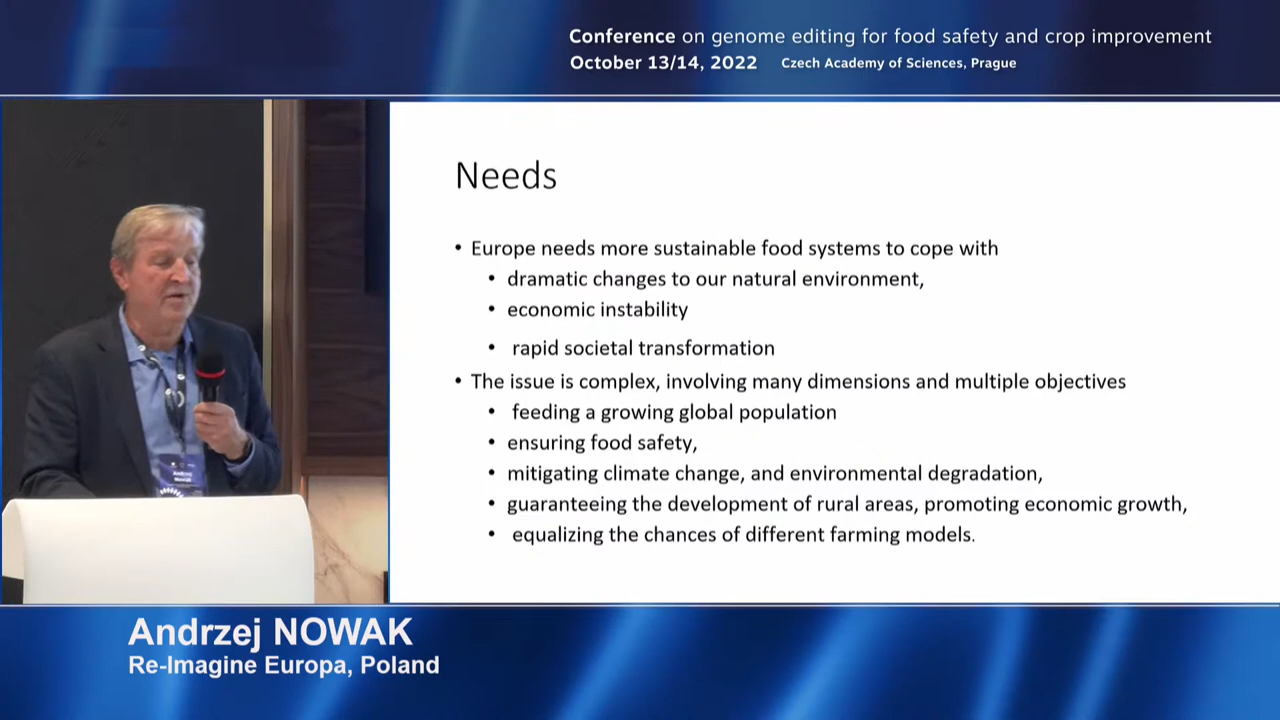 Conference on genome editing for food safety and crop improvement
October 13/14, 2022 Czech Academy of Sciences, Prague
Needs
• Europe needs more sustainable food systems to cope with
• dramatic changes to our natural environment,
• economic instability
• rapid societal transformation
• The issue is complex, involving many dimensions and multiple objectives
• feeding a growing global population
• ensuring food safety,
• mitigating climate change, and environmental degradation,
• guaranteeing the development of rural areas, promoting economic growth,
• equalizing the chances of different farming models.
Andrzej
Nowak
Andrzej NOWAK
Re-Imagine Europa, Poland